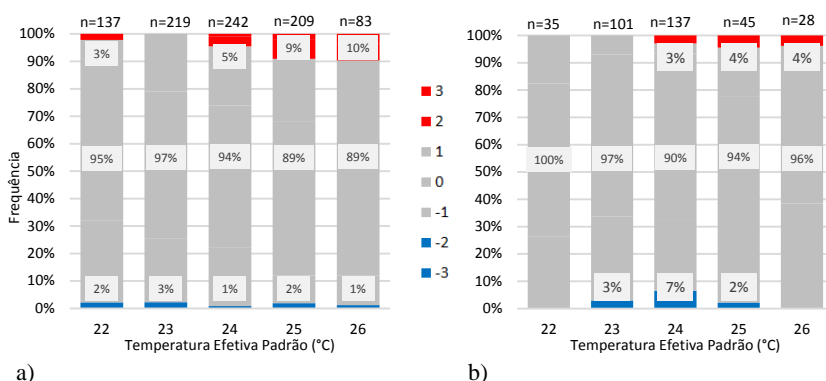 n=137 n=219 n=242 n=209 n=83
100%
90%
80%
70%
60%
50%
40%
30%
20%
10%
0%
Frequência
3% 5% 9% 10%
95% 97% 94% 89% 89%
2% 3% 1% 2% 1%
22 23 24 25 26
Temperatura Efetiva Padrão (°C)
a)
3
2
1
0
-1
-2
-3
n=35 n=101 n=137 n=45 n=28
100%
90%
80%
70%
60%
50%
40%
30%
20%
10%
0%
3% 4% 4%
100% 97% 90% 94% 96%
3% 7% 2%
22 23 24 25 26
Temperatura Efetiva Padrão (°C)
b)